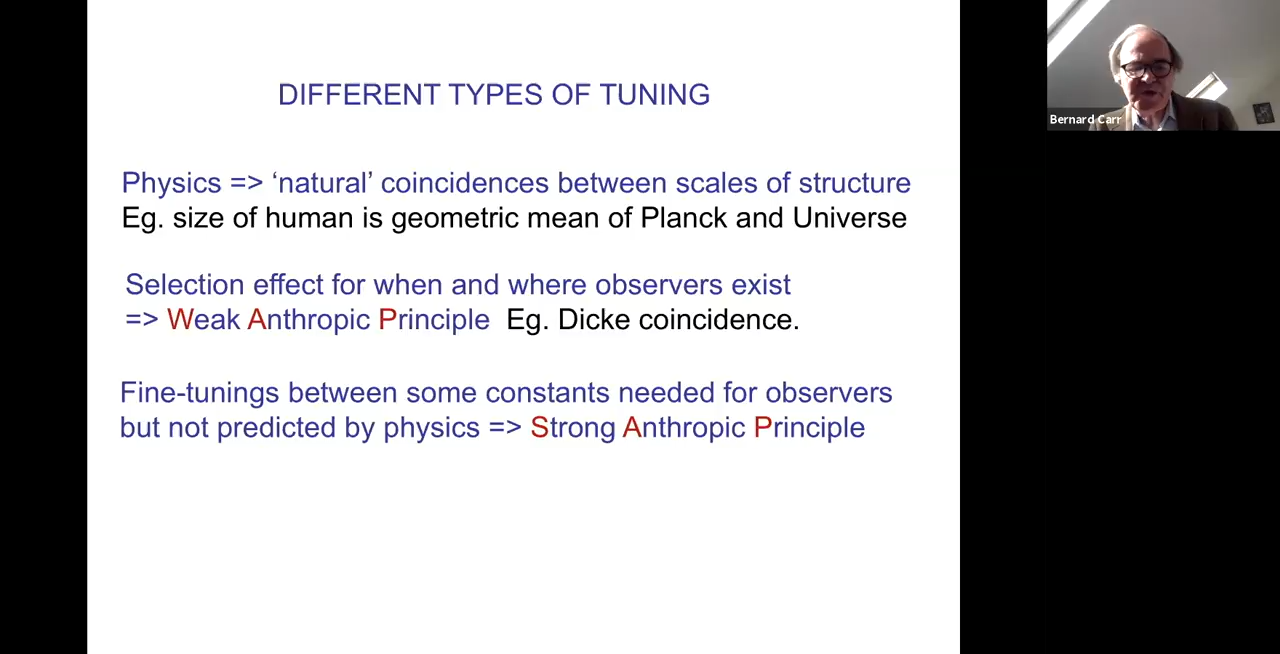 DIFFERENT TYPES OF TUNING
Physics => ‘natural’ coincidences between scales of structure
Eg. size of human is geometric mean of Planck and Universe
Selection effect for when and where observers exist
=> Weak Anthropic Principle Eg. Dicke coincidence.
Fine-tunings between some constants needed for observers
but not predicted by physics => Strong Anthropic Principle
Bernard Carr